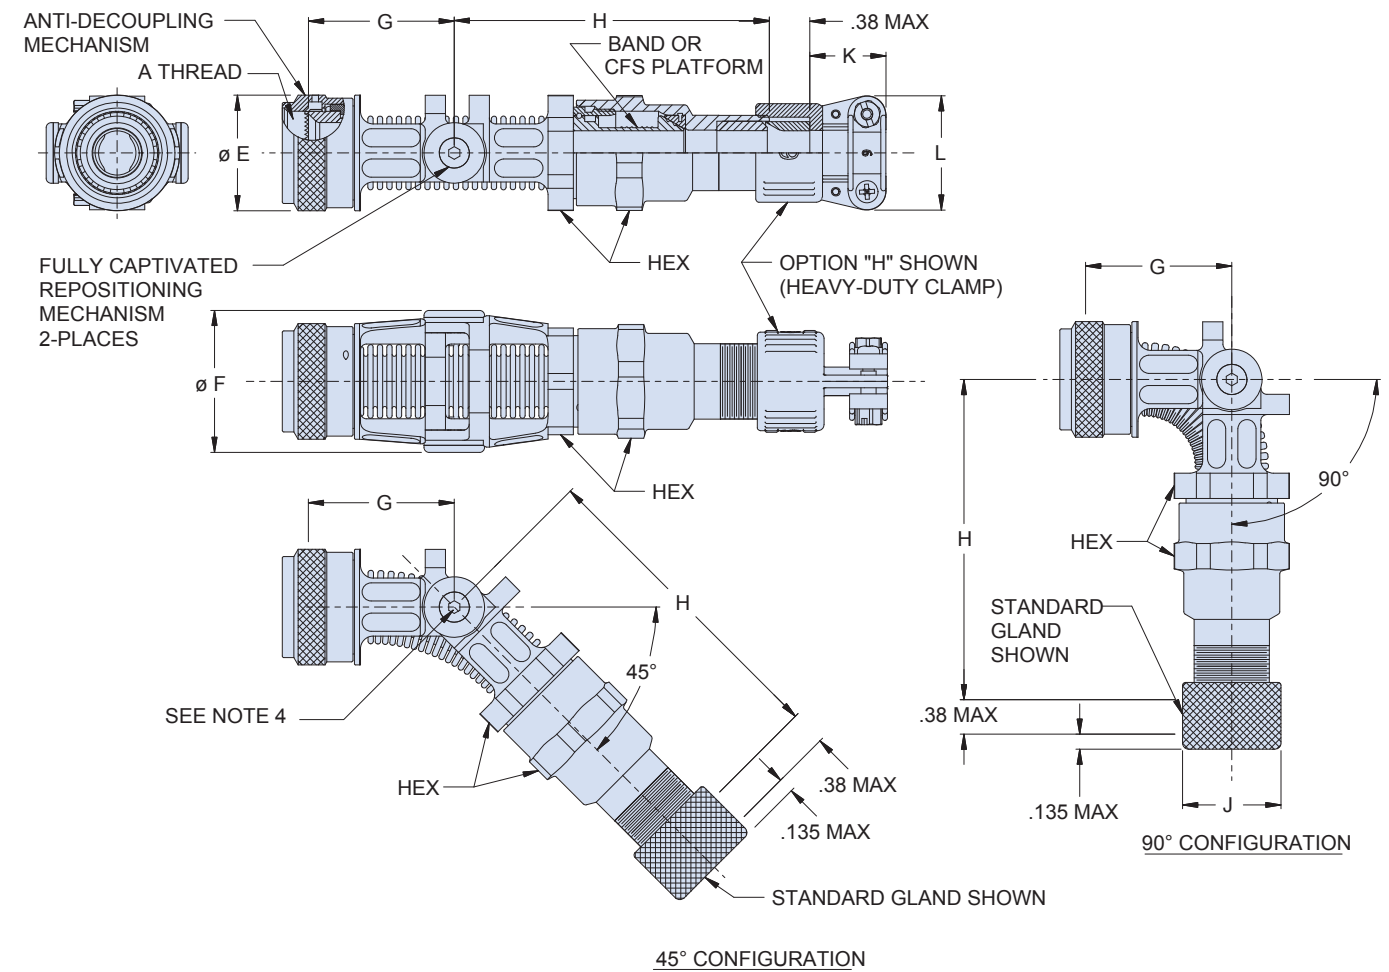 ANTI-DECOUPLING
MECHANISM
A THREAD
G
H
.38 MAX
BAND OR
CFS PLATFORM
K
ø E
L
6
FULLY CAPTIVATED
REPOSITIONING
MECHANISM
2-PLACES
HEX
OPTION "H" SHOWN
(HEAVY-DUTY CLAMP)
G
ø F
HEX
90°
G
H
H
HEX
45°
STANDARD
GLAND
SHOWN
SEE NOTE 4
.38 MAX
HEX
.38 MAX
.135 MAX
J
.135 MAX
90° CONFIGURATION
STANDARD GLAND SHOWN
45° CONFIGURATION